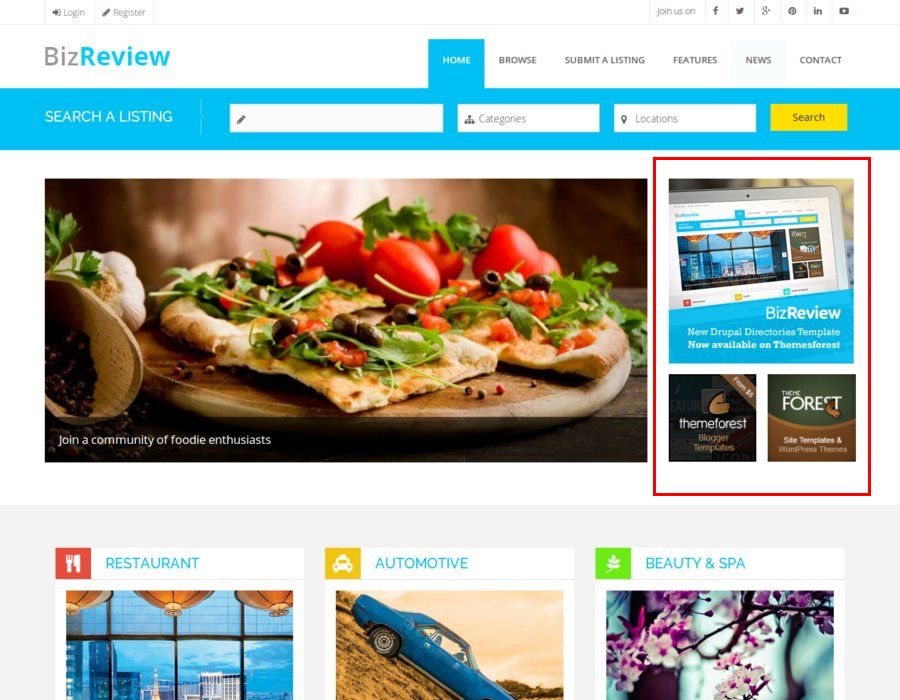 Login
Register
Join us on
BizReview
HOME
BROWSE
SUBMIT A LISTING
FEATURES
NEWS
CONTACT
SEARCH A LISTING
Categories
Locations
Search
Join a community of foodie enthusiasts
BizReview
BizReview
New Drupal Directories Template
Now available on Themesforest
From $5
themeforest
Blogger
Templates
THEME
FOREST
Site Templates &
WordPress Themes
RESTAURANT
AUTOMOTIVE
BEAUTY & SPA